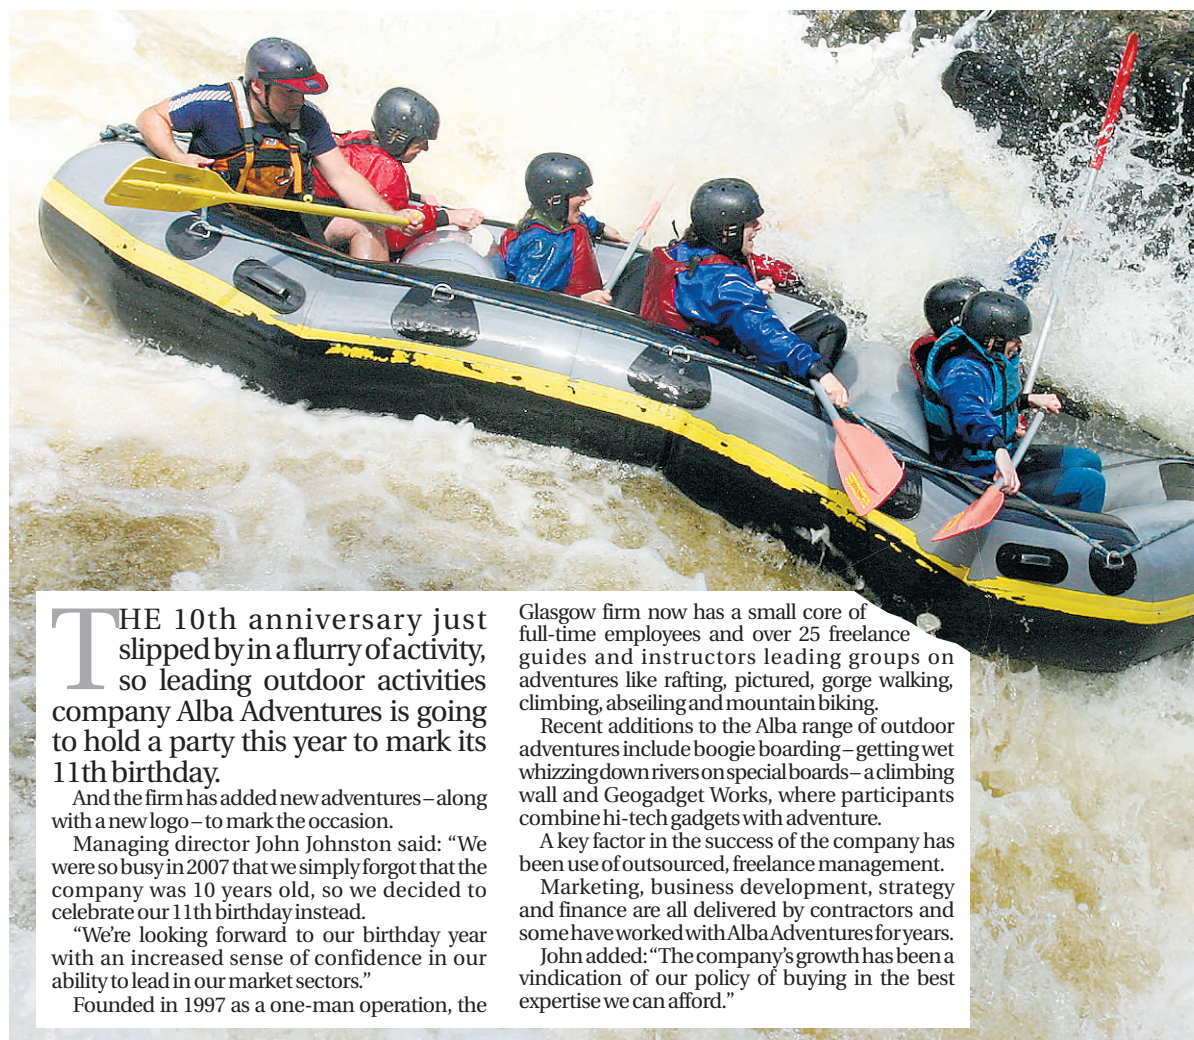 THE 10th anniversary just
slipped by in a flurry of activity,
so leading outdoor activities
company Alba Adventures is going
to hold a party this year to mark its
11th birthday.
And the firm has added new adventures – along
with a new logo – to mark the occasion.
Managing director John Johnston said: “We
were so busy in 2007 that we simply forgot that the
company was 10 years old, so we decided to
celebrate our 11th birthday instead.
“We’re looking forward to our birthday year
with an increased sense of confidence in our
ability to lead in our market sectors.”
Founded in 1997 as a one-man operation, the
Glasgow firm now has a small core of
full-time employees and over 25 freelance
guides and instructors leading groups on
adventures like rafting, pictured, gorge walking,
climbing, abseiling and mountain biking.
Recent additions to the Alba range of outdoor
adventures include boogie boarding – getting wet
whizzing down rivers on special boards – a climbing
wall and Geogadget Works, where participants
combine hi-tech gadgets with adventure.
A key factor in the success of the company has
been use of outsourced, freelance management.
Marketing, business development, strategy
and finance are all delivered by contractors and
some have worked with Alba Adventures for years.
John added: “The company’s growth has been a
vindication of our policy of buying in the best
expertise we can afford.”